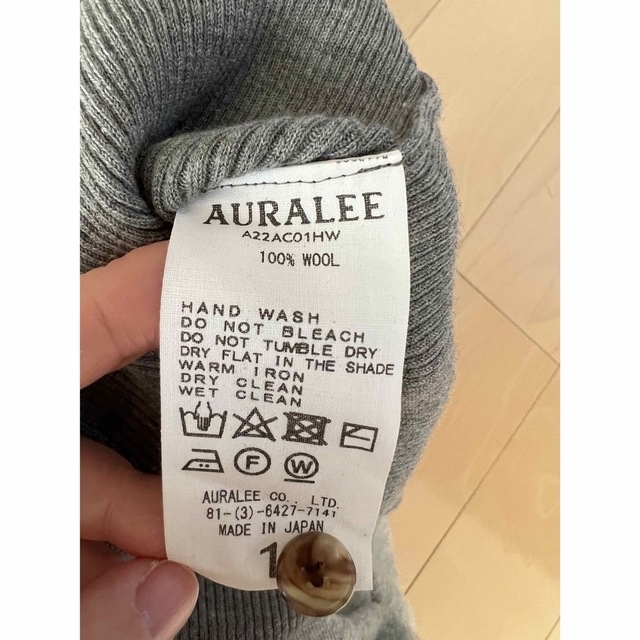 AURALEE
A22AC01HW
100% WOOL
HAND WASH
DO NOT BLEACH
DO NOT TUMBLE DRY
DRY FLAT IN THE SHADE
WARM IRON
DRY CLEAN
WET CLEAN
F W
AURALEE CO., LTD.
81-(3)-6427-7141
MADE IN JAPAN
1